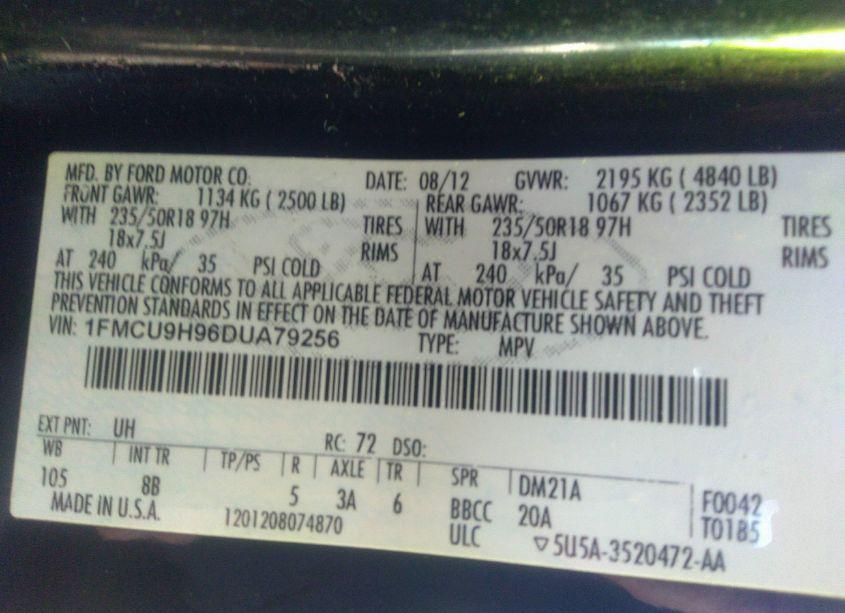 MFD. BY FORD MOTOR CO. DATE: 08/12 GVWR: 2195 KG ( 4840 LB)
FRONT GAWR: 1134 KG ( 2500 LB) REAR GAWR: 1067 KG ( 2352 LB)
WITH 235/50R18 97H TIRES WITH 235/50R18 97H TIRES
18x7.5J RIMS 18x7.5J RIMS
AT 240 kPa/ 35 PSI COLD AT 240 kPa/ 35 PSI COLD
THIS VEHICLE CONFORMS TO ALL APPLICABLE FEDERAL MOTOR VEHICLE SAFETY AND THEFT
PREVENTION STANDARDS IN EFFECT ON THE DATE OF MANUFACTURE SHOWN ABOVE.
VIN: 1FMCU9H96DUA79256 TYPE: MPV
EXT PNT: UH RC: 72 DSO:
WB INT TR TP/PS R AXLE TR SPR DM21A F0042
105 8B 5 3A 6 BBCC 20A T0185
MADE IN U.S.A. 1201208074870 ULC ▽5U5A-3520472-AA